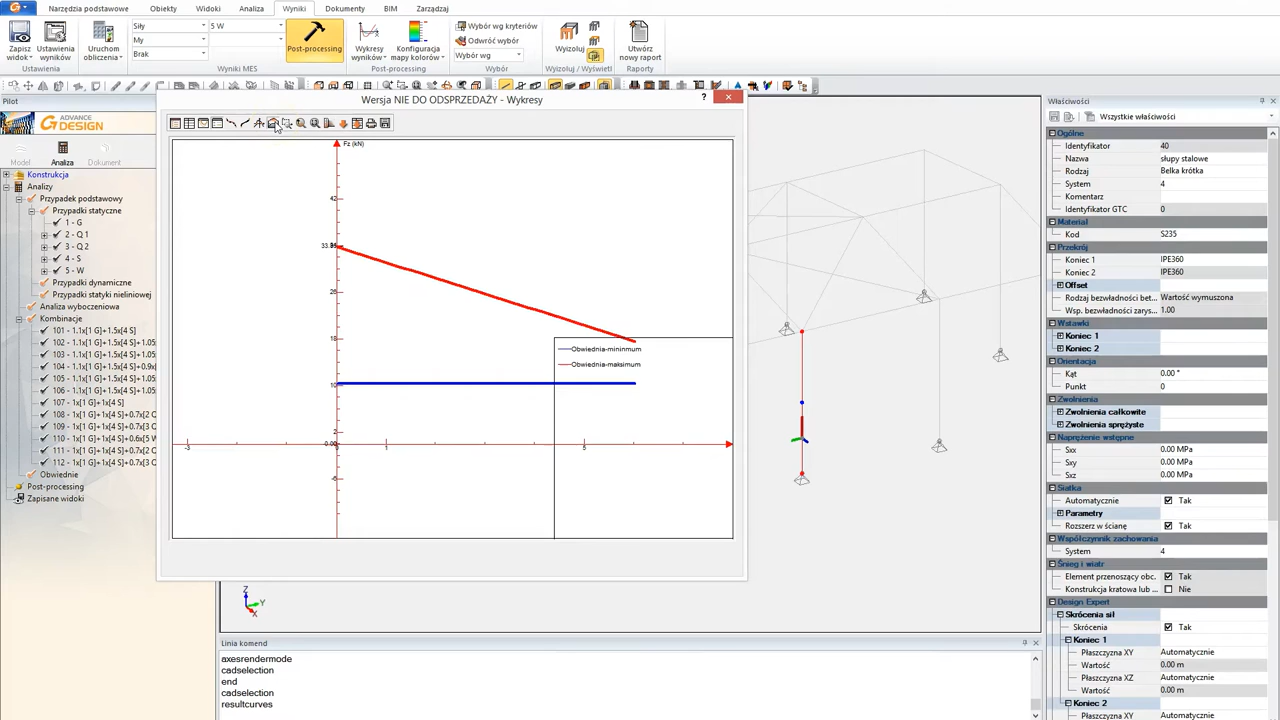 Narzędzia podstawowe Obiekty Widoki Analiza Wyniki Dokumenty BIM Zarządzaj
Zapisz widok
Ustawienia wyników
Ustawienia
Uruchom obliczenia
Siły 5 W
My
Brak
Wyniki MES
Post-processing
Wykresy wyników
Konfiguracja mapy kolorów
Post-processing
Wybór wg kryteriów
Odwróć wybór
Wybór wg
Wybór
Wyizoluj
Wyizoluj / Wyświetl
Utwórz nowy raport
Raporty
Pilot
ADVANCE
DESIGN
Model Analiza Dokument
Konstrukcja
Analizy
Przypadek podstawowy
Przypadki statyczne
1 - G
2 - Q 1
3 - Q 2
4 - S
5 - W
Przypadki dynamiczne
Przypadki statyki nieliniowej
Analiza wyboczeniowa
Kombinacje
101 - 1.1x[1 G]+1.5x[4 S]
102 - 1.1x[1 G]+1.5x[4 S]+1.05
103 - 1.1x[1 G]+1.5x[4 S]+1.05
104 - 1.1x[1 G]+1.5x[4 S]+0.9x
105 - 1.1x[1 G]+1.5x[4 S]+1.05
106 - 1.1x[1 G]+1.5x[4 S]+1.05
107 - 1x[1 G]+1x[4 S]
108 - 1x[1 G]+1x[4 S]+0.7x[2 Q
109 - 1x[1 G]+1x[4 S]+0.7x[3 Q
110 - 1x[1 G]+1x[4 S]+0.6x[5 W
111 - 1x[1 G]+1x[4 S]+0.7x[2 Q
112 - 1x[1 G]+1x[4 S]+0.7x[3 Q
Obwiednie
Post-processing
Zapisane widoki
Wersja NIE DO ODSPRZEDAŻY - Wykresy
? ×
Fz (kN)
42
26
18
10
2
0.00
-3 1 5
Obwiednia-mininmum
Obwiednia-maksimum
Z
Y
X
Linia komend
axesrendermode
cadselection
end
cadselection
resultcurves
Właściwości
Wszystkie właściwości
Ogólne
Identyfikator 40
Nazwa słupy stalowe
Rodzaj Belka krótka
System 4
Komentarz
Identyfikator GTC 0
Materiał
Kod S235
Przekrój
Koniec 1 IPE360
Koniec 2 IPE360
Offset
Rodzaj bezwładności bet... Wartość wymuszona
Wsp. bezwładności zarys... 1.00
Wstawki
Koniec 1
Koniec 2
Orientacja
Kąt 0.00 °
Punkt 0
Zwolnienia
Zwolnienia całkowite
Zwolnienia sprężyste
Naprężenie wstępne
Sxx 0.00 MPa
Sxy 0.00 MPa
Sxz 0.00 MPa
Siatka
Automatycznie Tak
Parametry
Rozszerz w ścianę Tak
Współczynnik zachowania
System 4
Śnieg i wiatr
Element przenoszący obc. Tak
Konstrukcja kratowa lub ... Nie
Design Expert
Skrócenia sił
Skrócenia Tak
Koniec 1
Płaszczyzna XY Automatycznie
Wartość 0.00 m
Płaszczyzna XZ Automatycznie
Wartość 0.00 m
Koniec 2
Płaszczyzna XY Automatycznie